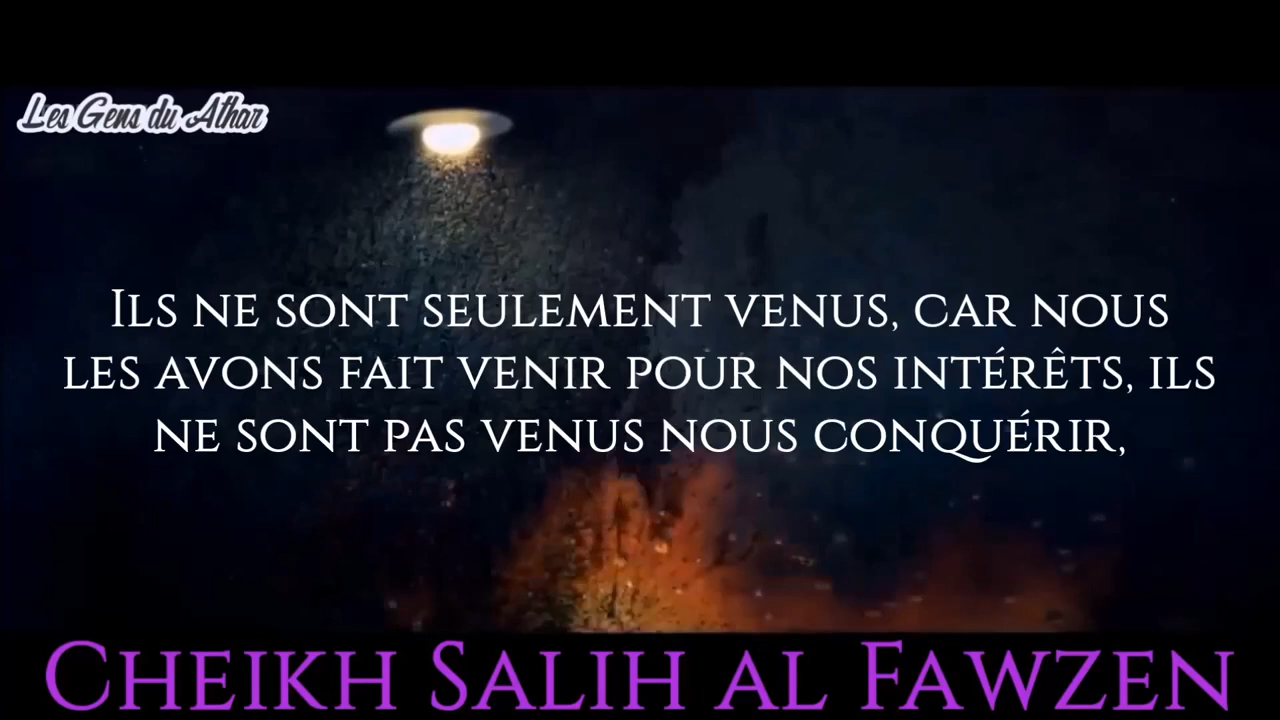 Les Gens du Athar
Ils ne sont seulement venus, car nous
les avons fait venir pour nos intérêts, ils
ne sont pas venus nous conquérir,
Cheikh Salih al Fawzen